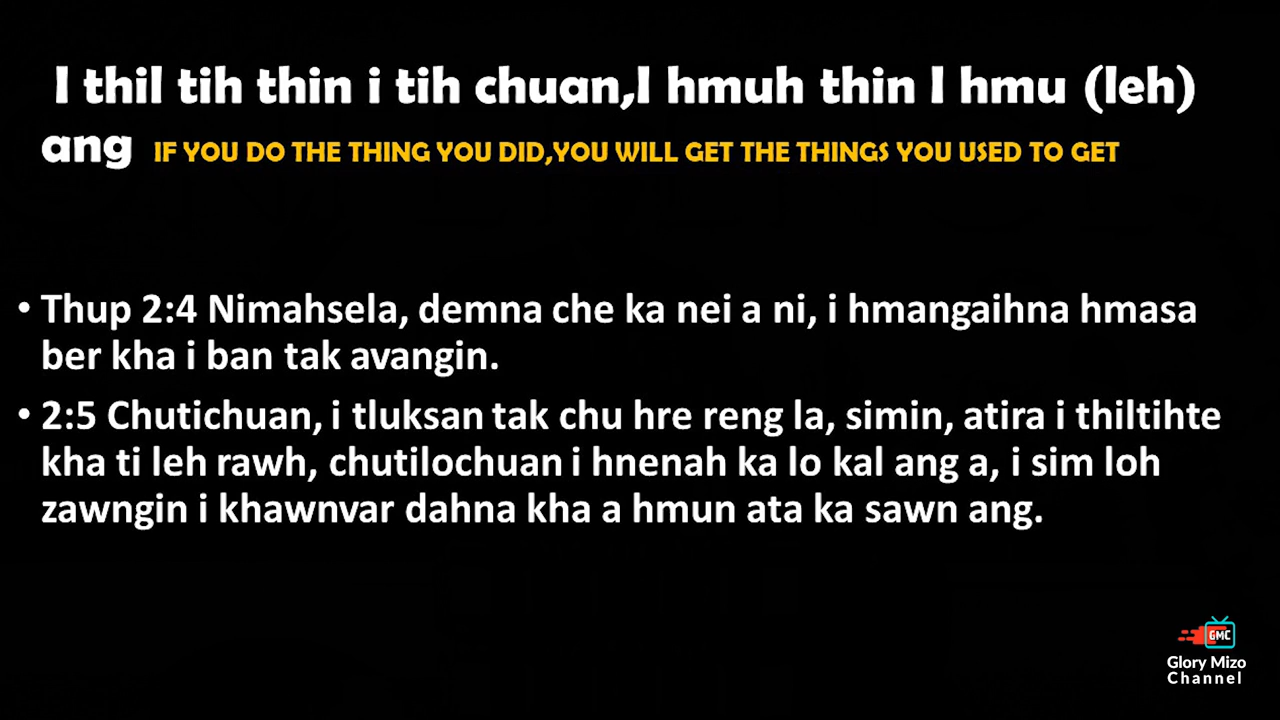 I thil tih thin i tih chuan,I hmuh thin I hmu (leh)
ang IF YOU DO THE THING YOU DID,YOU WILL GET THE THINGS YOU USED TO GET
• Thup 2:4 Nimahsela, demna che ka nei a ni, i hmangaihna hmasa
ber kha i ban tak avangin.
• 2:5 Chutichuan, i tluksan tak chu hre reng la, simin, atira i thiltihte
kha ti leh rawh, chutilochuan i hnenah ka lo kal ang a, i sim loh
zawngin i khawnvar dahna kha a hmun ata ka sawn ang.
GMC
Glory Mizo
Channel